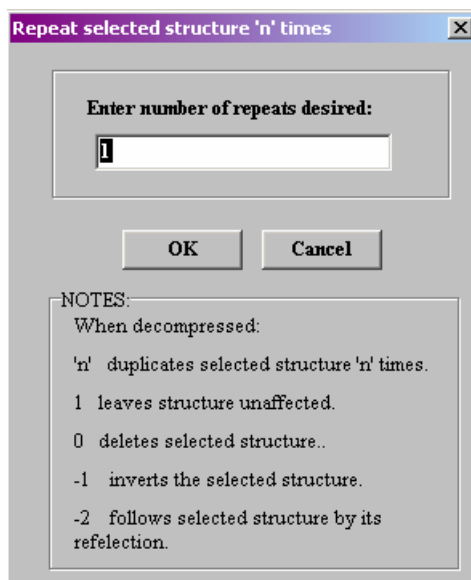 Repeat selected structure 'n' times
Enter number of repeats desired:
1
OK
Cancel
NOTES:
When decompressed:
'n' duplicates selected structure 'n' times.
1 leaves structure unaffected.
0 deletes selected structure..
-1 inverts the selected structure.
-2 follows selected structure by its
refelection.